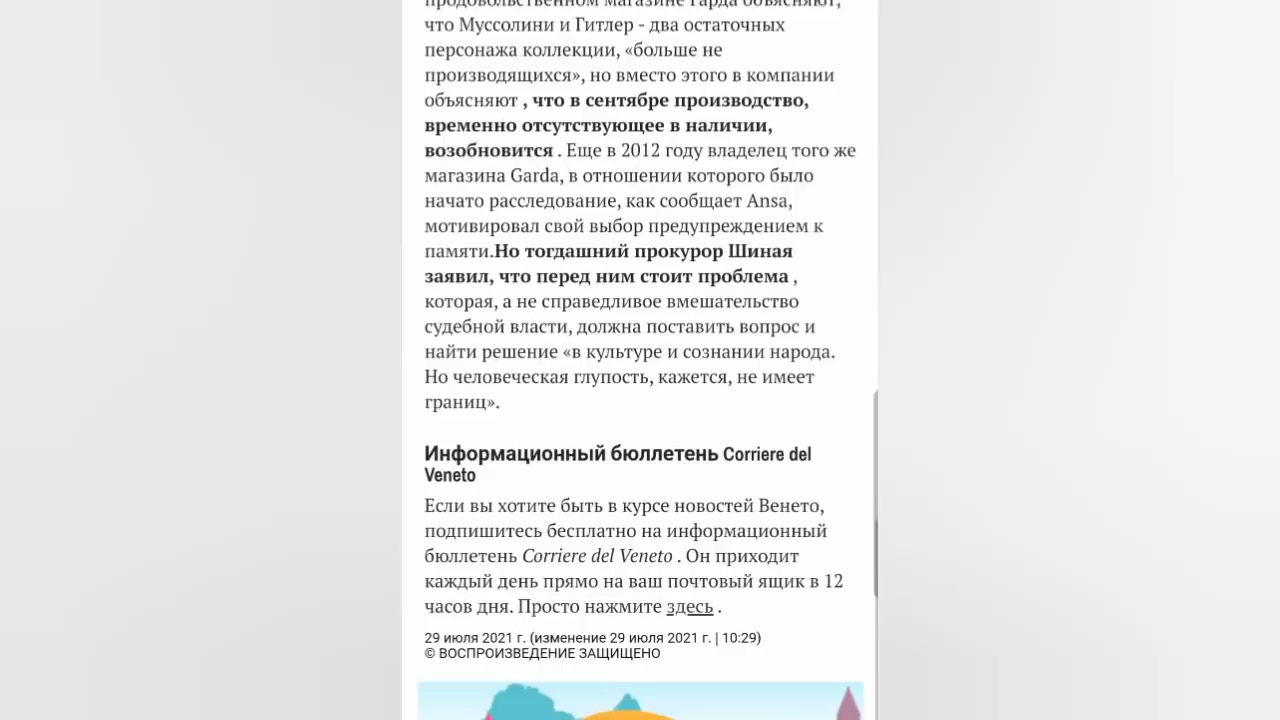 продовольственном магазине Гарда объясняют,
что Муссолини и Гитлер - два остаточных
персонажа коллекции, «больше не
производящихся», но вместо этого в компании
объясняют , что в сентябре производство,
временно отсутствующее в наличии,
возобновится . Еще в 2012 году владелец того же
магазина Garda, в отношении которого было
начато расследование, как сообщает Ansa,
мотивировал свой выбор предупреждением к
памяти.Но тогдашний прокурор Шиная
заявил, что перед ним стоит проблема ,
которая, а не справедливое вмешательство
судебной власти, должна поставить вопрос и
найти решение «в культуре и сознании народа.
Но человеческая глупость, кажется, не имеет
границ».
Информационный бюллетень Corriere del
Veneto
Если вы хотите быть в курсе новостей Венето,
подпишитесь бесплатно на информационный
бюллетень Corriere del Veneto . Он приходит
каждый день прямо на ваш почтовый ящик в 12
часов дня. Просто нажмите здесь .
29 июля 2021 г. (изменение 29 июля 2021 г. | 10:29)
© ВОСПРОИЗВЕДЕНИЕ ЗАЩИЩЕНО